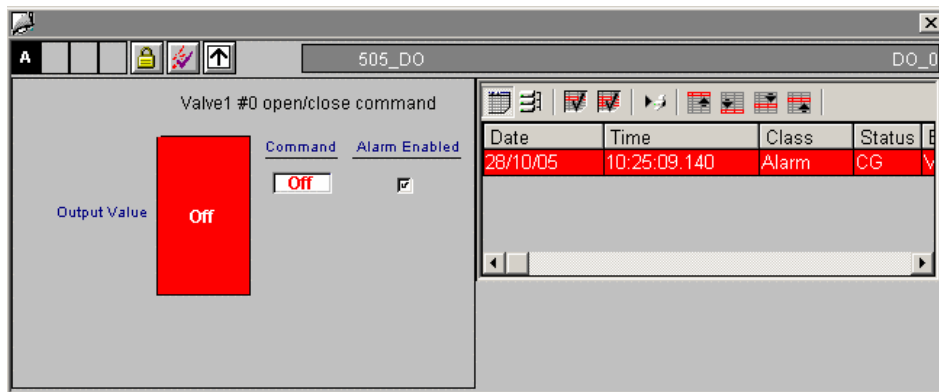 A
505_DO DO_0
Valve1 #0 open/close command
Command Alarm Enabled
Off
Output Value Off
Date Time Class Status E
28/10/05 10:25:09.140 Alarm CG V